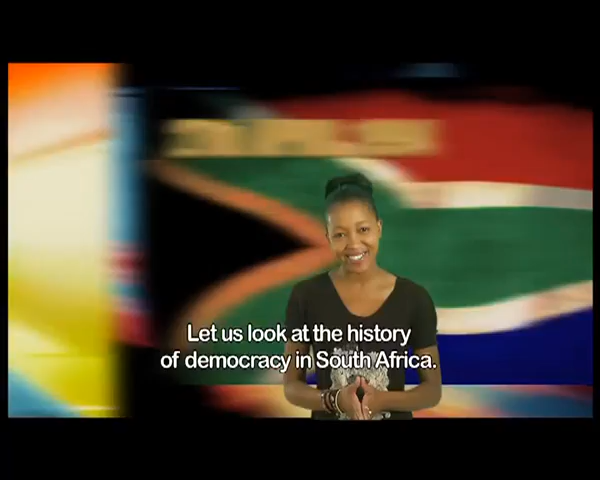 Let us look at the history
of democracy in South Africa.